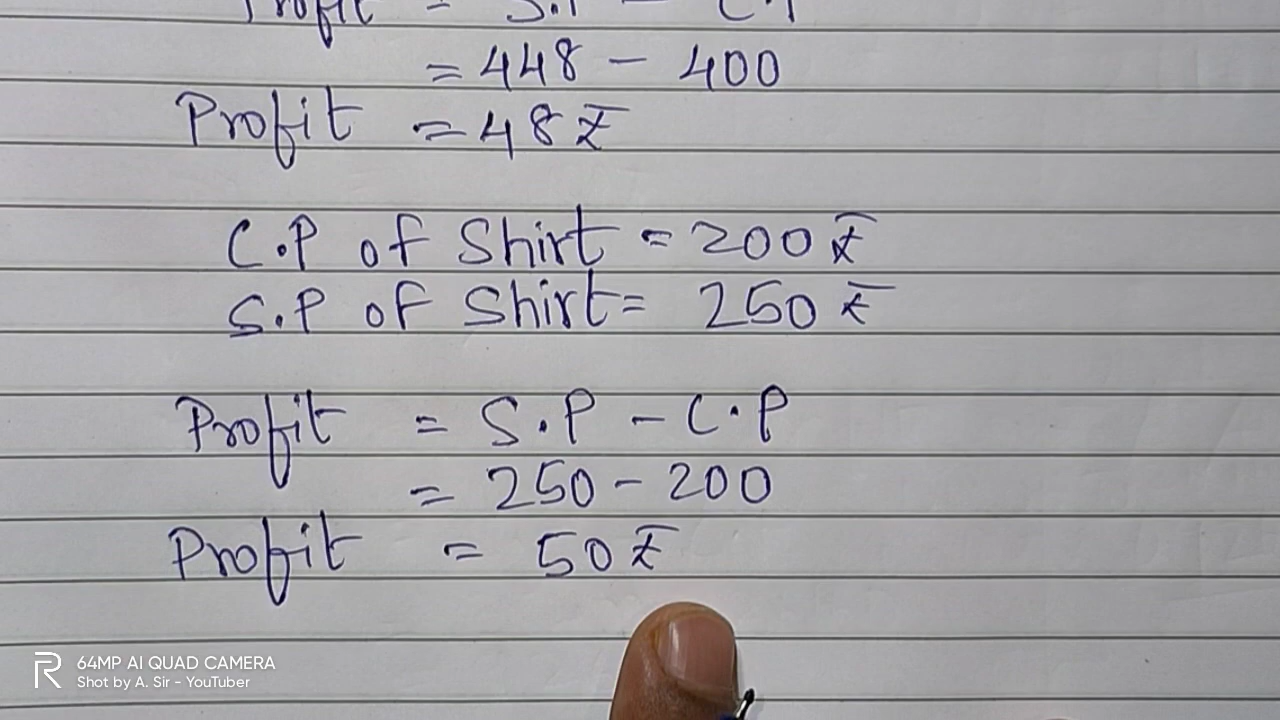 Profit = S.P - C.P
= 448 - 400
Profit = 48₹
C.P of Shirt = 200₹
S.P of Shirt = 250₹
Profit = S.P - C.P
= 250 - 200
Profit = 50₹
64MP AI QUAD CAMERA
Shot by A. Sir - YouTuber